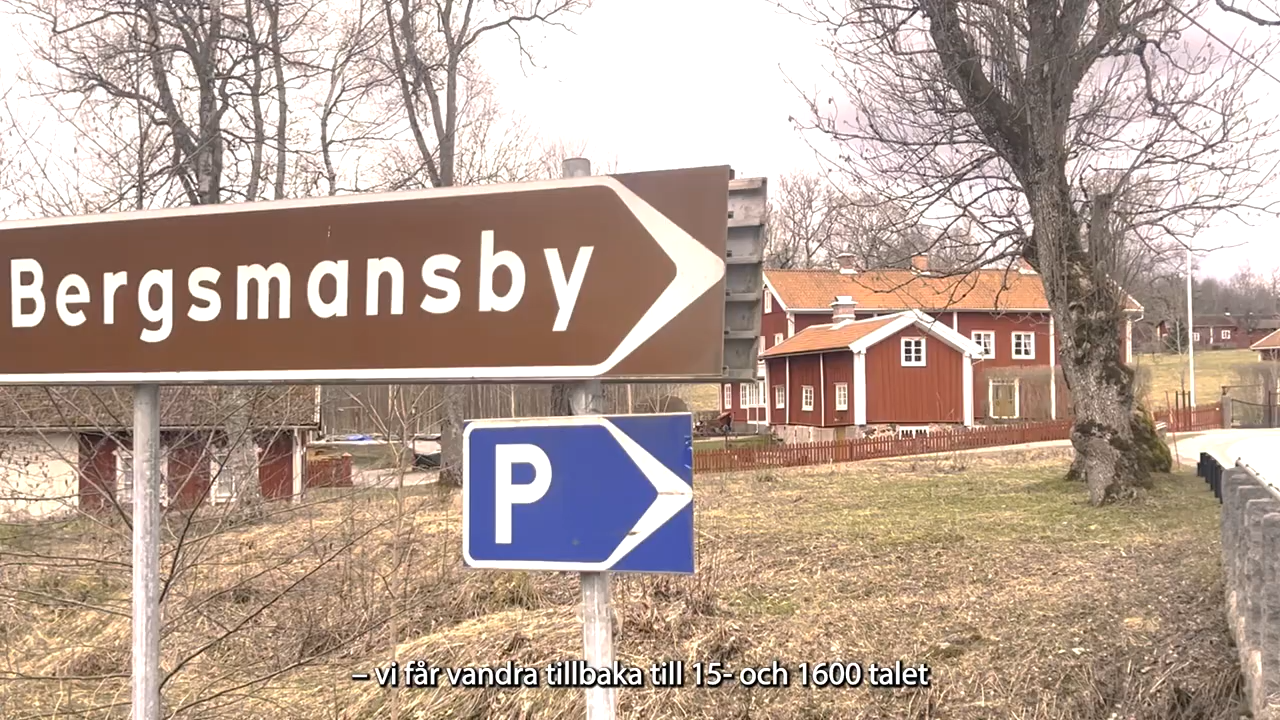 Bergsmansby
P
– vi får vandra tillbaka till 15- och 1600 talet